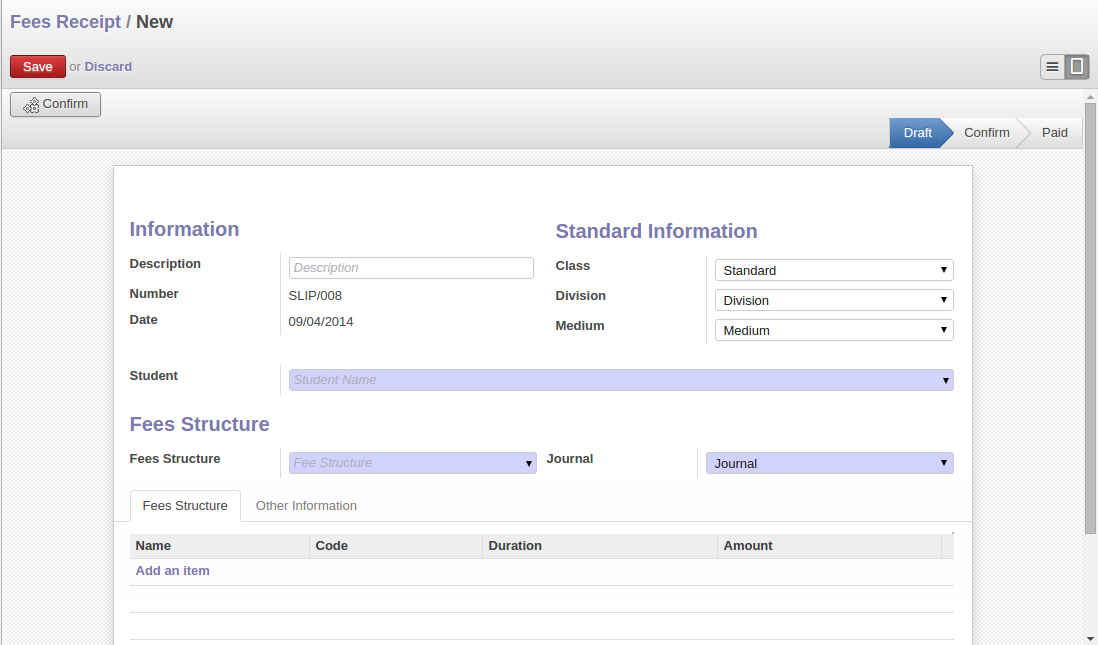 Fees Receipt / New
Save or Discard
Confirm
Draft Confirm Paid
Information
Description Description
Number SLIP/008
Date 09/04/2014
Standard Information
Class Standard
Division Division
Medium Medium
Student Student Name
Fees Structure
Fees Structure Fee Structure Journal Journal
Fees Structure Other Information
Name Code Duration Amount
Add an item